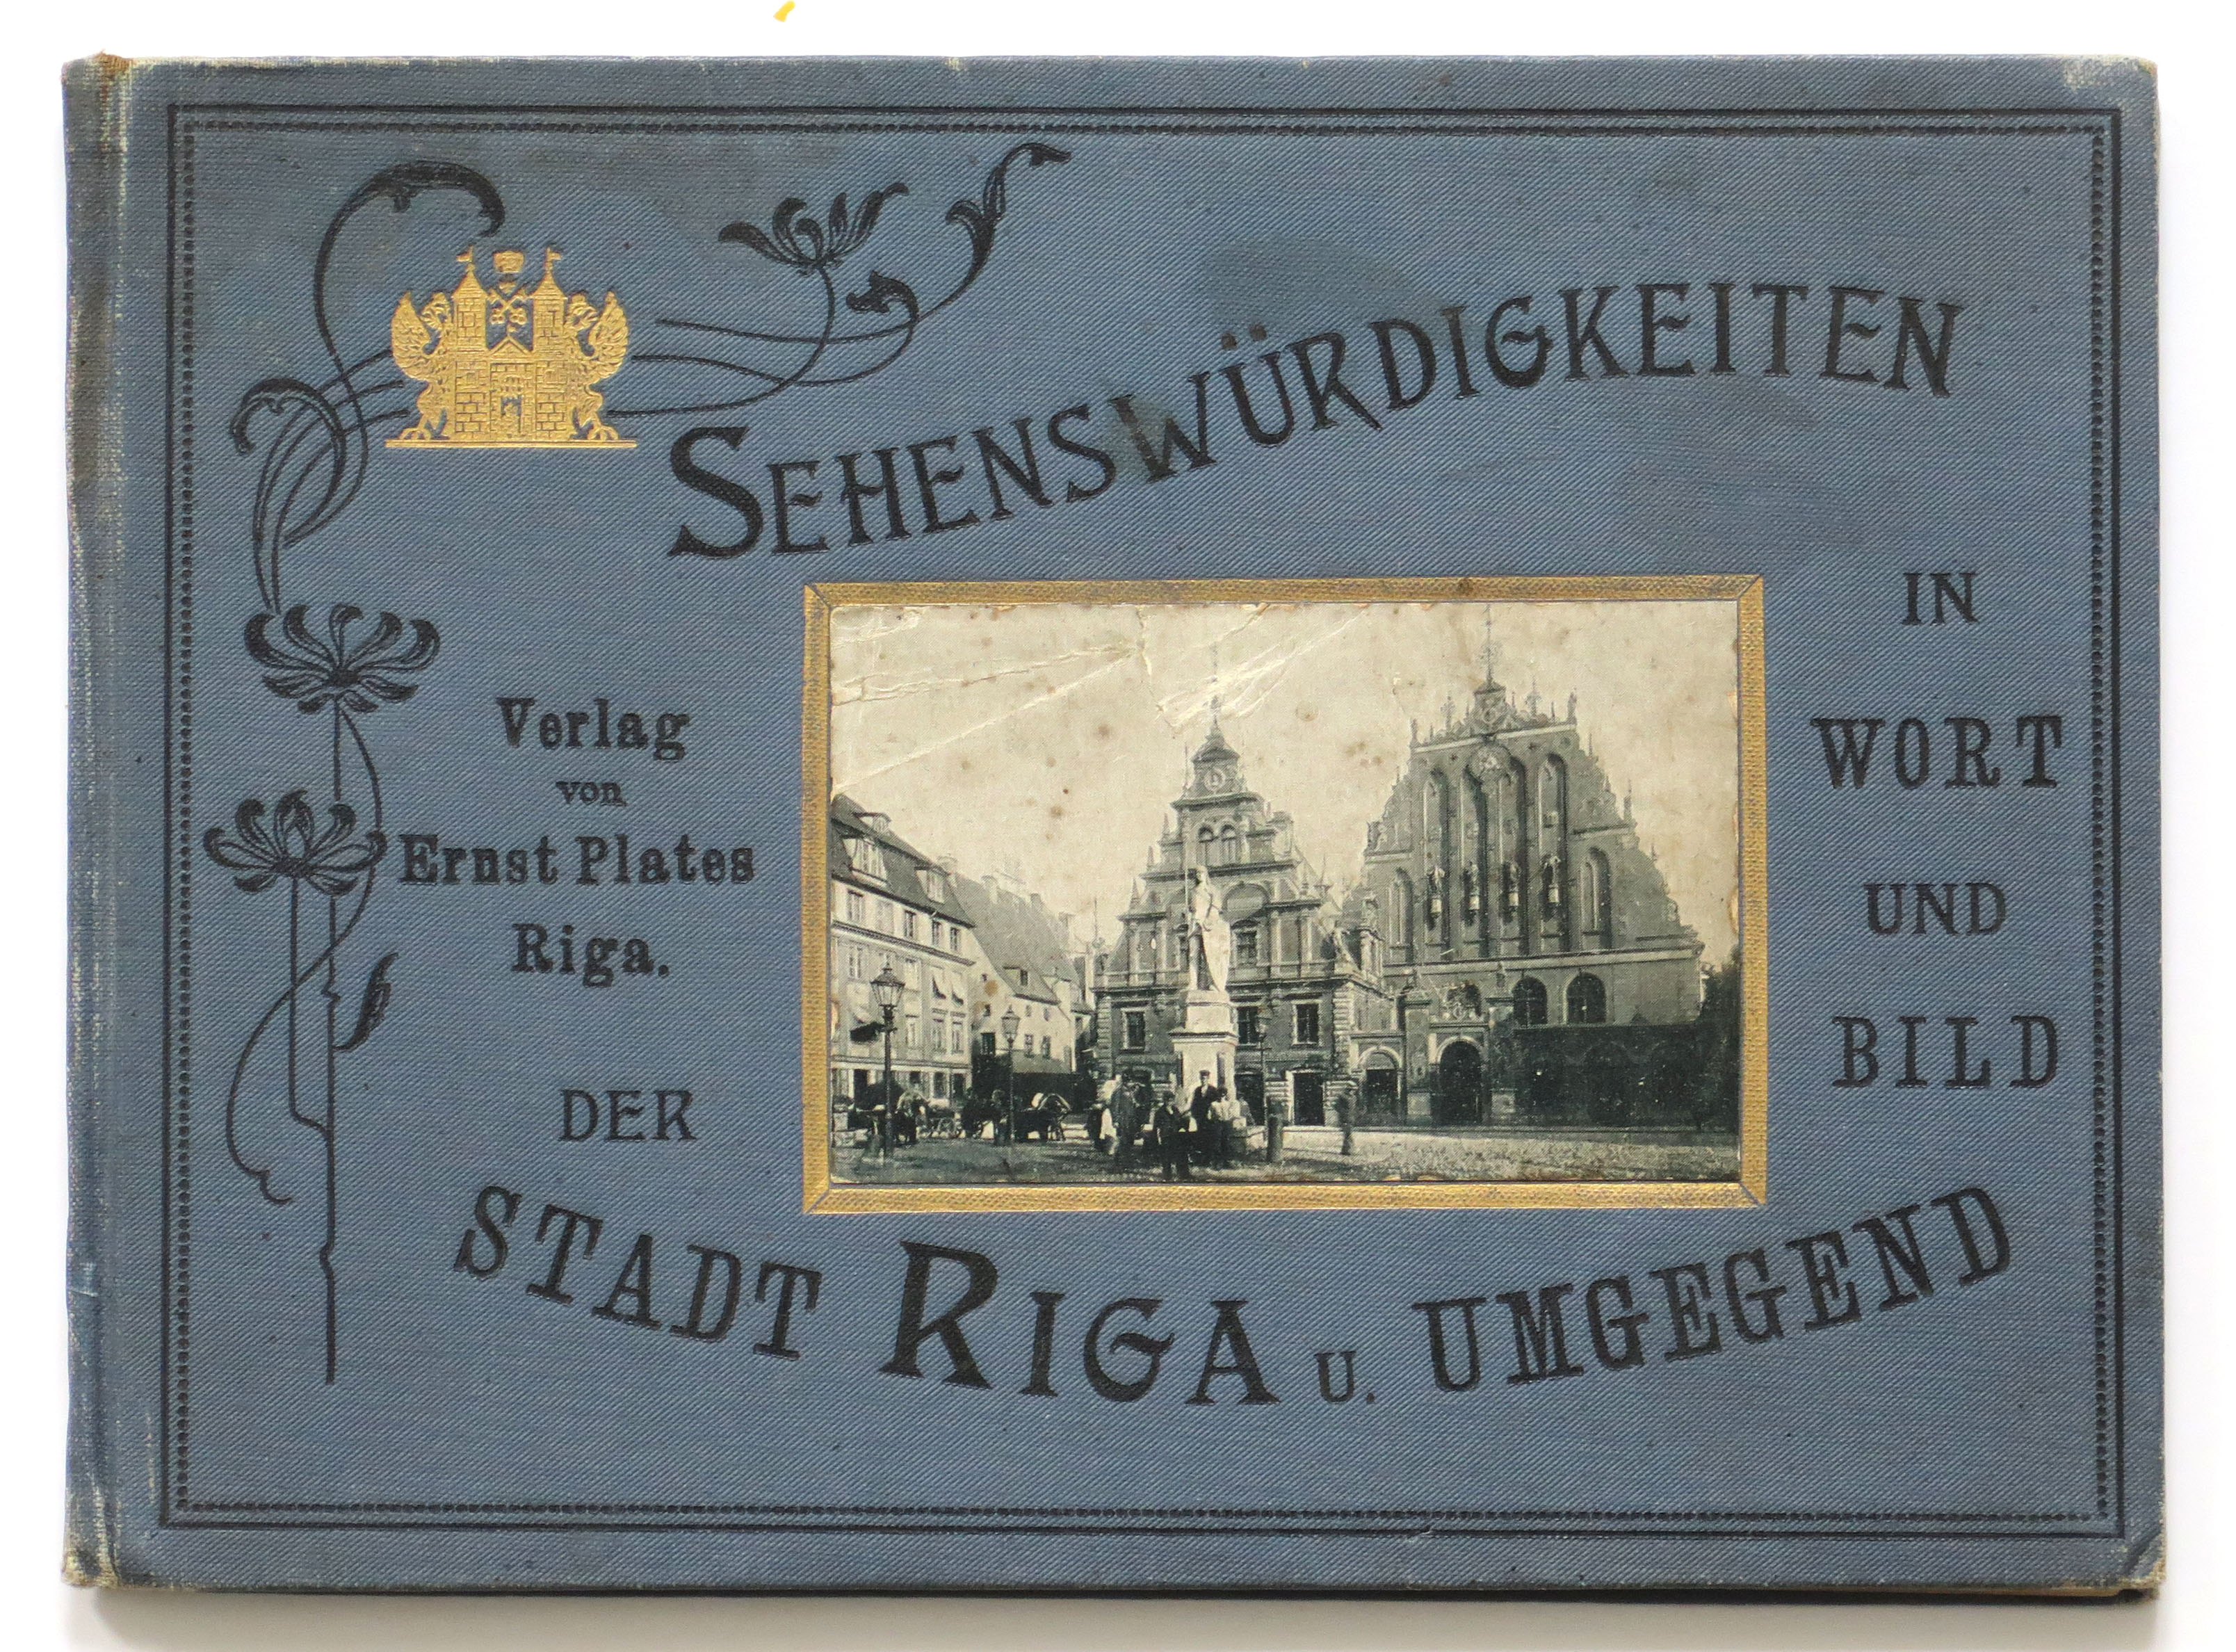 SEHENSWÜRDIGKEITEN
IN
WORT
UND
BILD
Verlag
von
Ernst Plates
Riga.
DER
STADT RIGA U. UMGEGEND